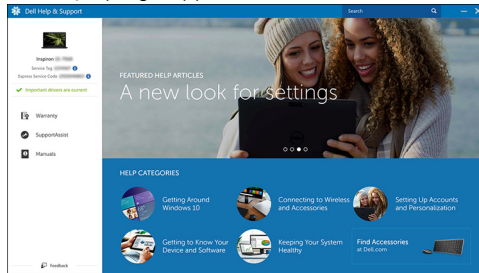 Dell Help & Support
Search
Inspiron
Service Tag
Express Service Code
Important drivers are current
Warranty
SupportAssist
Manuals
Feedback
FEATURED HELP ARTICLES
A new look for settings
HELP CATEGORIES
Getting Around
Windows 10
Connecting to Wireless
and Accessories
Setting Up Accounts
and Personalization
Getting to Know Your
Device and Software
Keeping Your System
Healthy
Find Accessories
at Dell.com